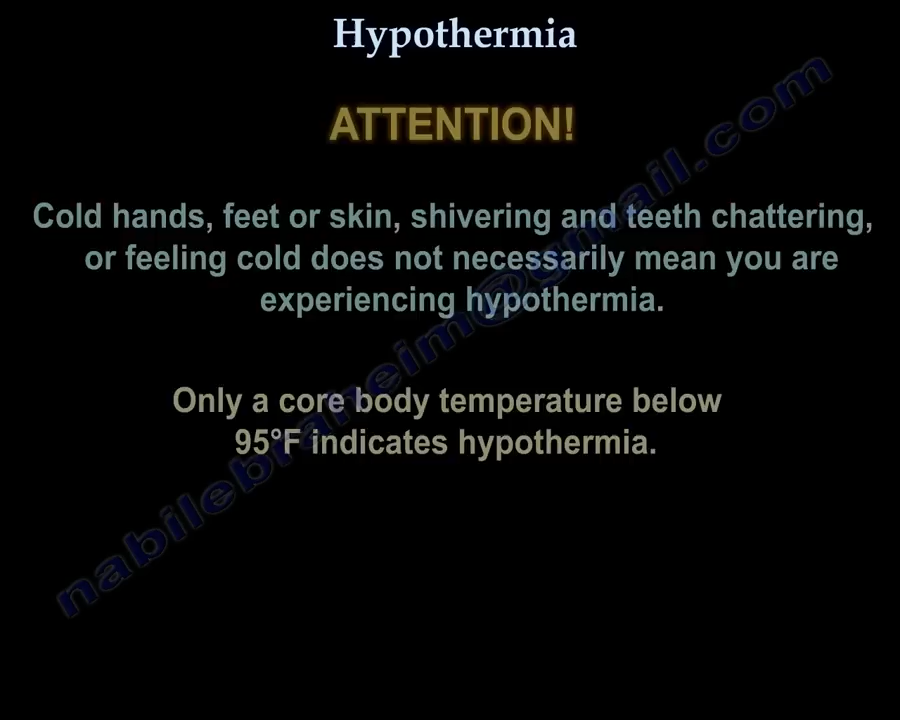 Hypothermia
ATTENTION!
Cold hands, feet or skin, shivering and teeth chattering,
or feeling cold does not necessarily mean you are
experiencing hypothermia.
Only a core body temperature below
95°F indicates hypothermia.
nabilebraheim@gmail.com